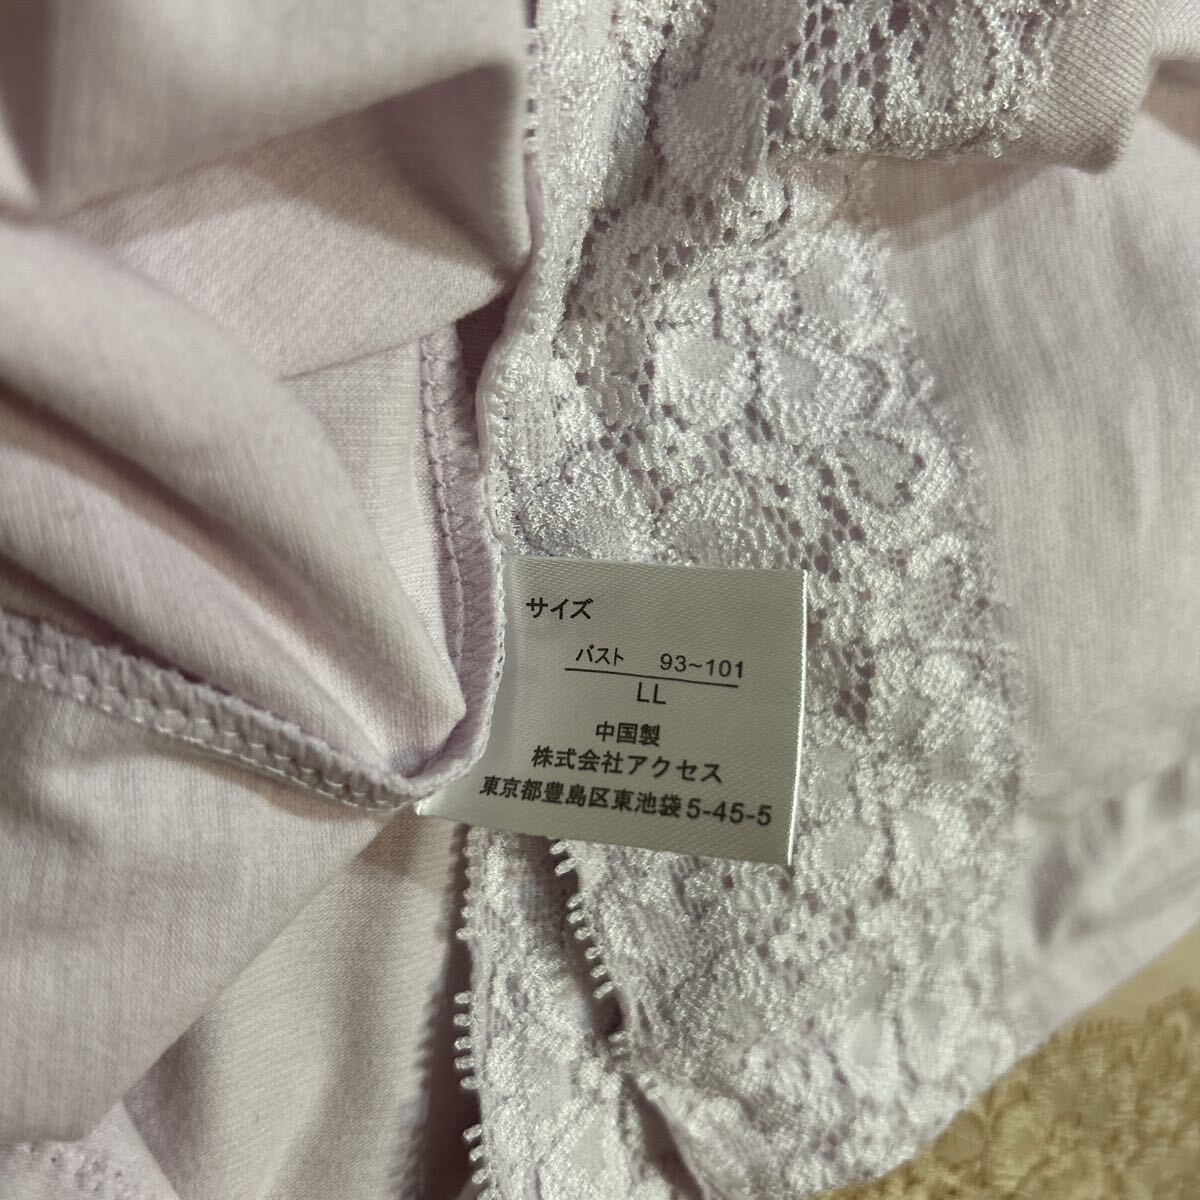 サイズ
バスト 93~101
LL
中国製
株式会社アクセス
東京都豊島区東池袋5-45-5